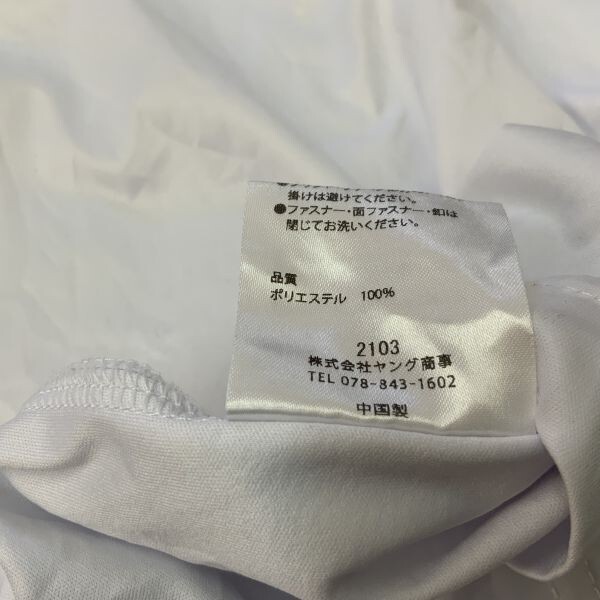 掛けは避けてください。
●ファスナー・面ファスナー・釦は
閉じてお洗いください。
品質
ポリエステル 100%
2103
株式会社ヤング商事
TEL 078-843-1602
中国製